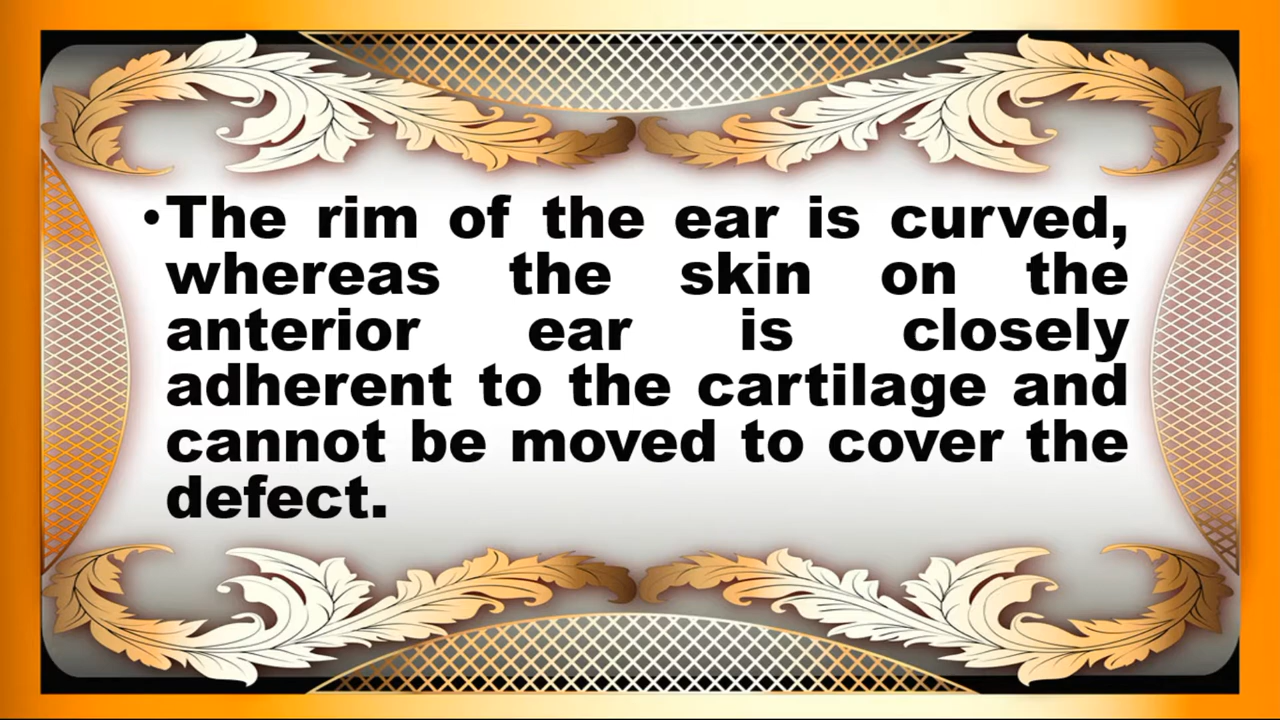 •The rim of the ear is curved,
whereas the skin on the
anterior ear is closely
adherent to the cartilage and
cannot be moved to cover the
defect.